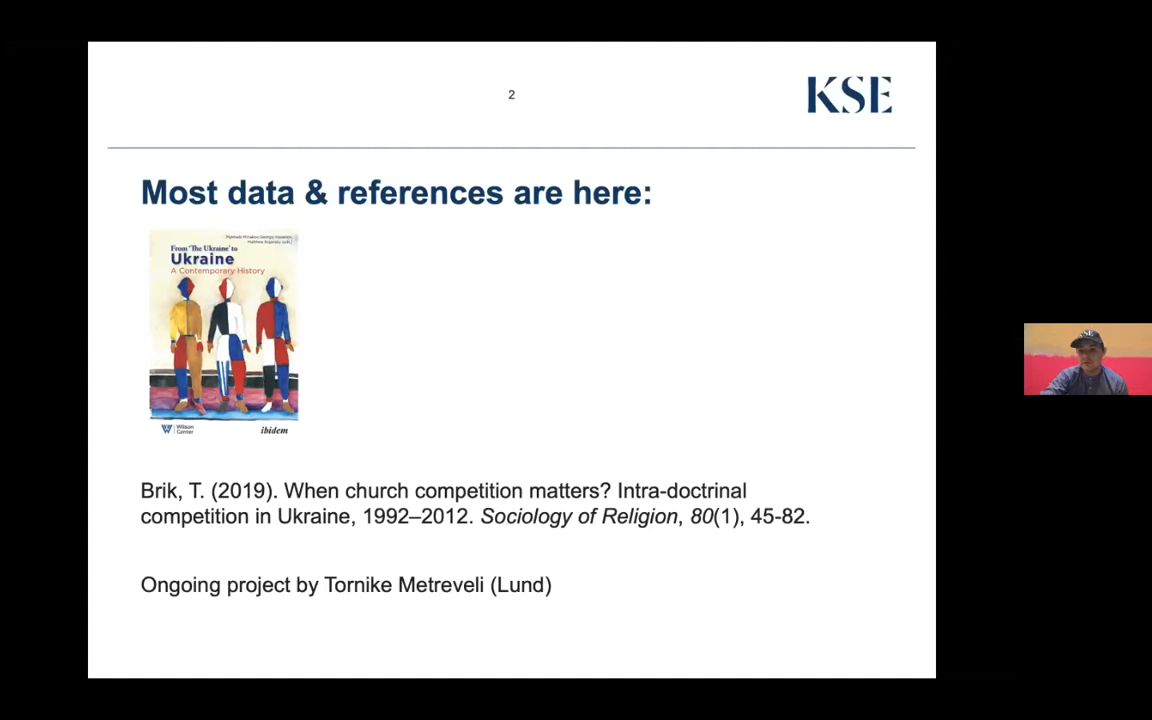 2
KSE
Most data & references are here:
From 'The Ukraine' to
Ukraine
A Contemporary History
Wilson
Center
ibidem
Brik, T. (2019). When church competition matters? Intra-doctrinal
competition in Ukraine, 1992–2012. Sociology of Religion, 80(1), 45-82.
Ongoing project by Tornike Metreveli (Lund)